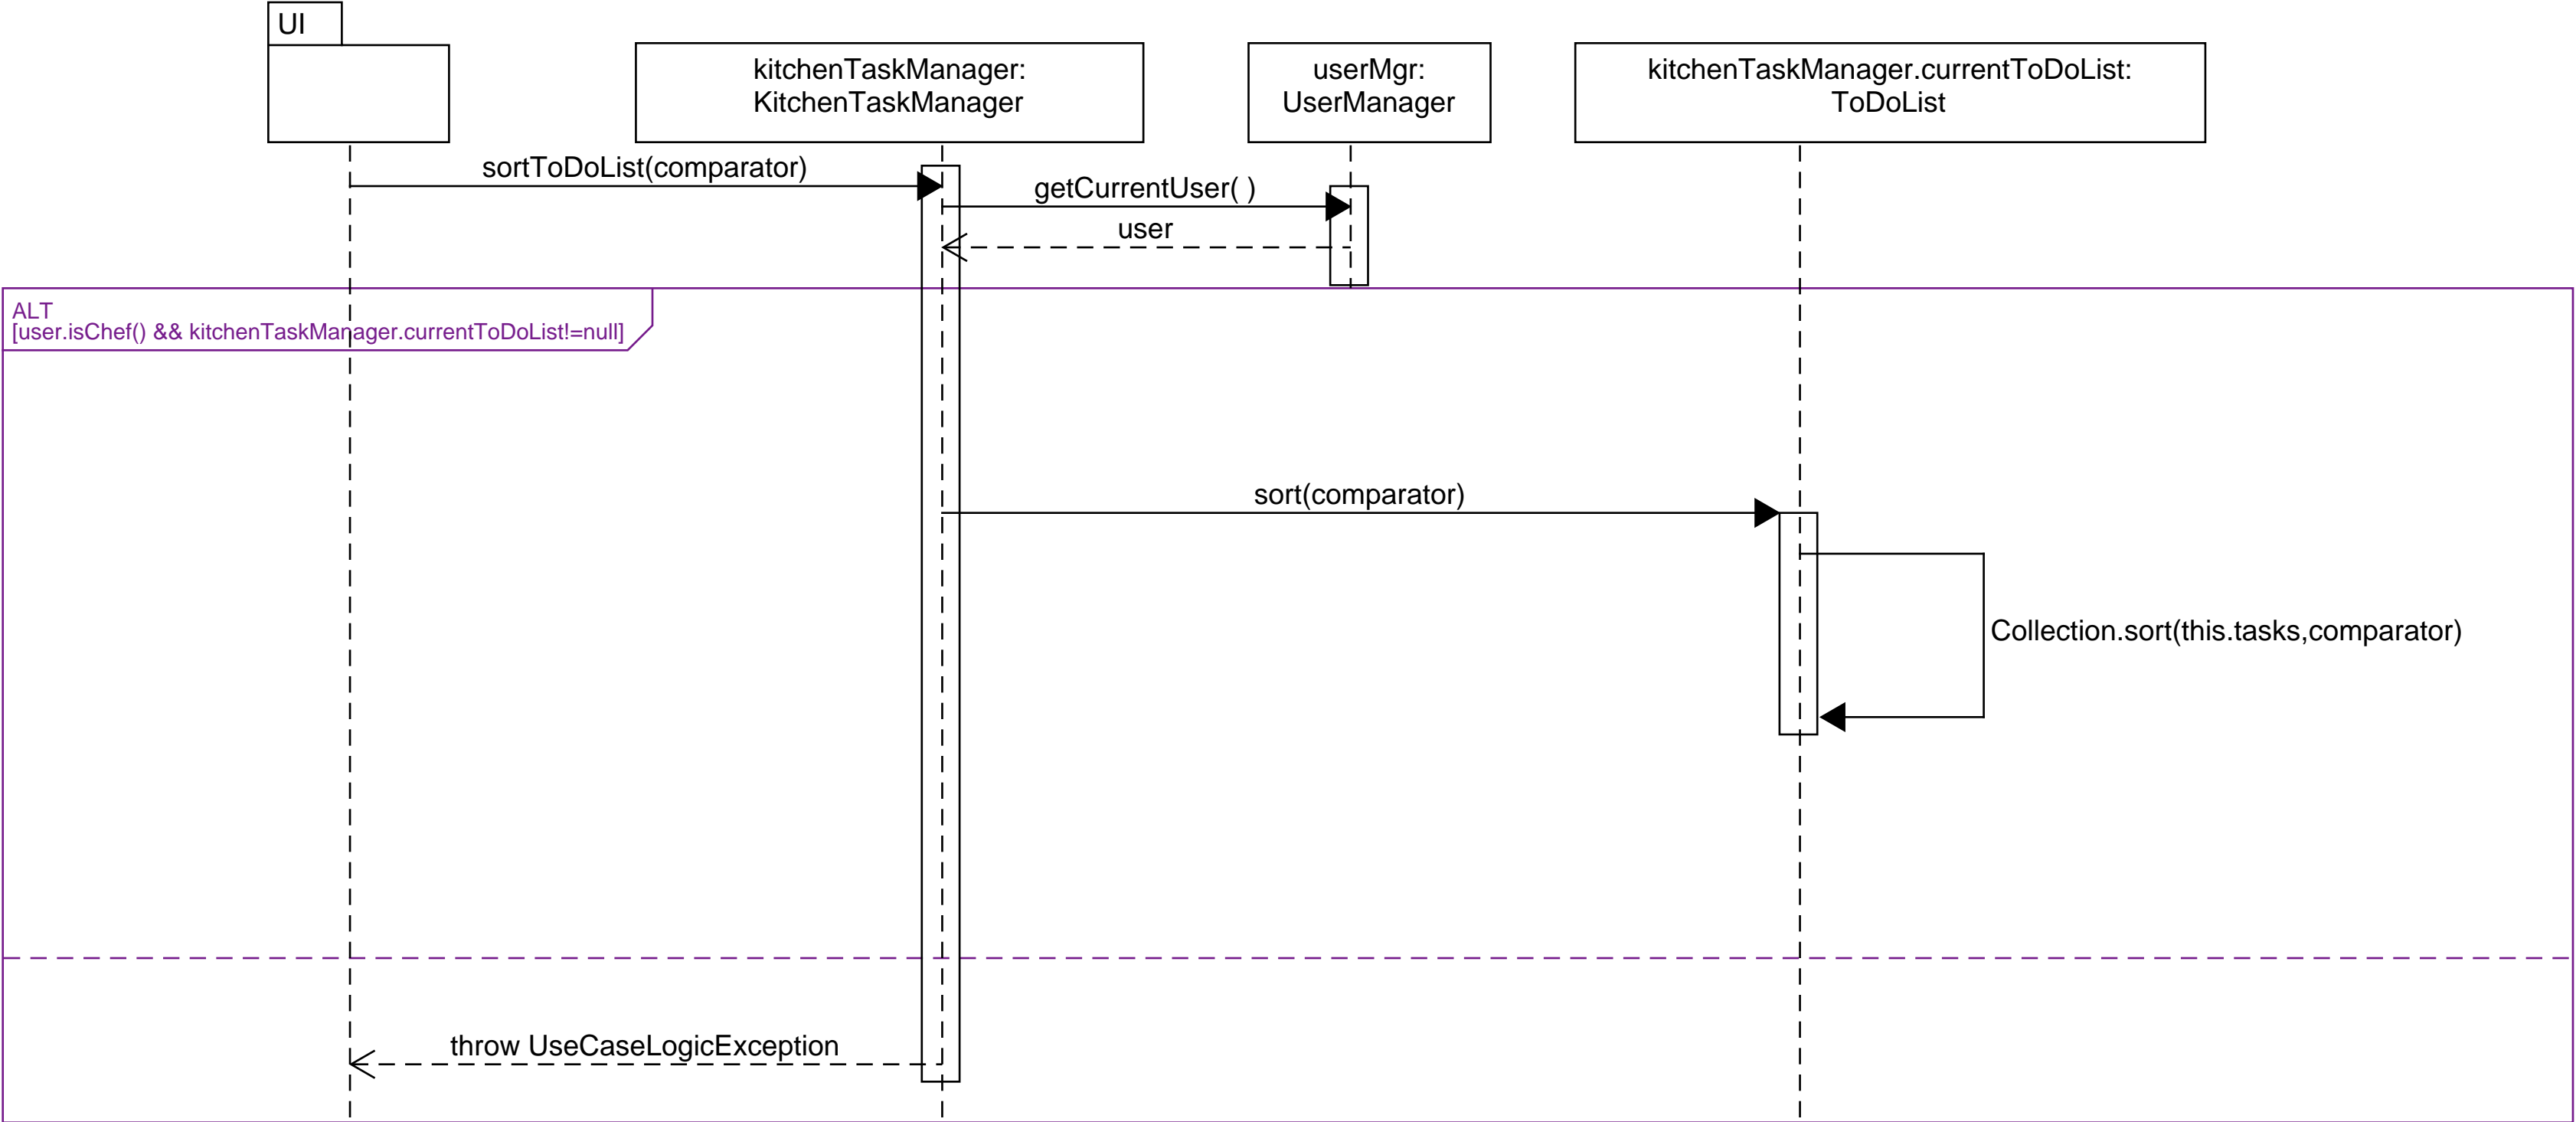 UI
kitchenTaskManager:
KitchenTaskManager
userMgr:
UserManager
kitchenTaskManager.currentToDoList:
ToDoList
sortToDoList(comparator)
getCurrentUser( )
user
ALT
[user.isChef() && kitchenTaskManager.currentToDoList!=null]
sort(comparator)
Collection.sort(this.tasks,comparator)
throw UseCaseLogicException